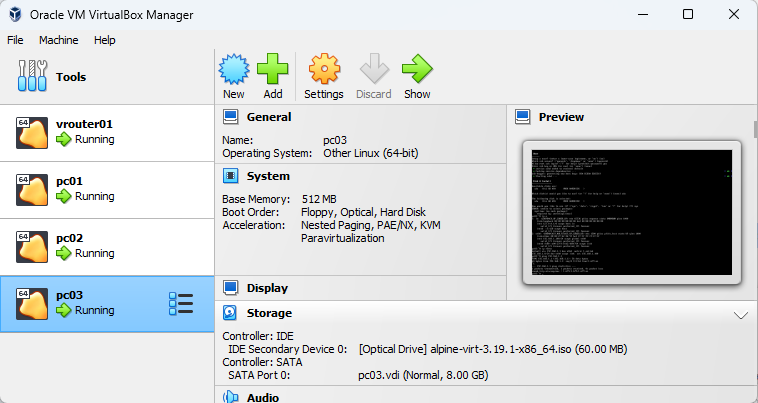 Oracle VM VirtualBox Manager
File Machine Help
Tools
New Add Settings Discard Show
64 vrouter01
Running
64 pc01
Running
64 pc02
Running
64 pc03
Running
General
Name: pc03
Operating System: Other Linux (64-bit)
System
Base Memory: 512 MB
Boot Order: Floppy, Optical, Hard Disk
Acceleration: Nested Paging, PAE/NX, KVM
Paravirtualization
Preview
Display
Storage
Controller: IDE
IDE Secondary Device 0: [Optical Drive] alpine-virt-3.19.1-x86_64.iso (60.00 MB)
Controller: SATA
SATA Port 0: pc03.vdi (Normal, 8.00 GB)
Audio